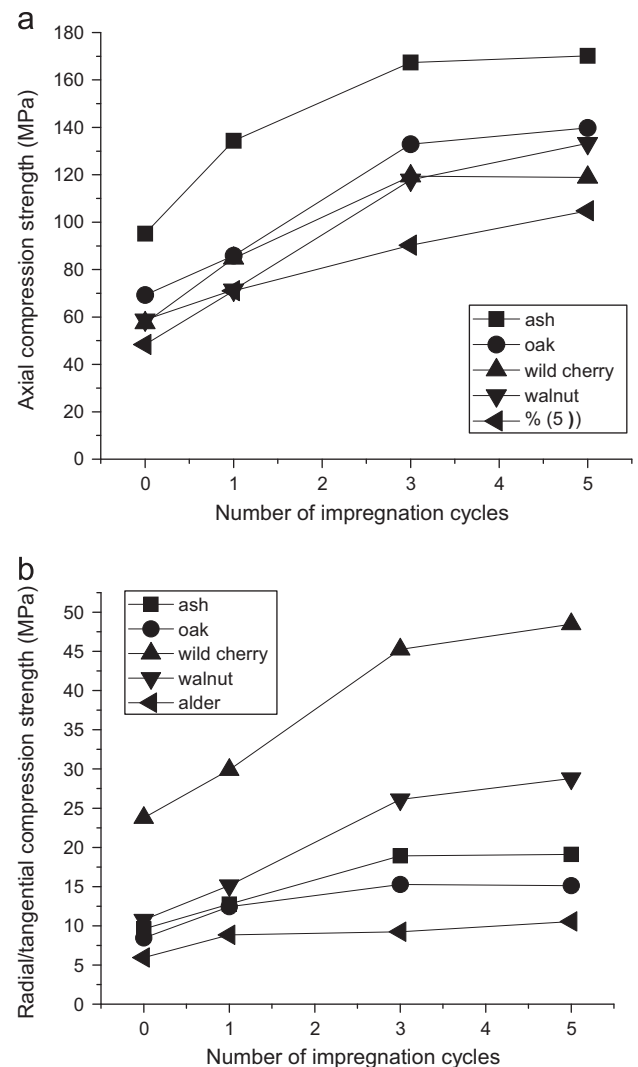 a
180
160
140
120
100
80
60
40
20
0
Axial compression strength (MPa)
ash
oak
wild cherry
walnut
% (5 ))
0 1 2 3 4 5
Number of impregnation cycles
b
50
45
40
35
30
25
20
15
10
5
0
Radial/tangential compression strength (MPa)
ash
oak
wild cherry
walnut
alder
0 1 2 3 4 5
Number of impregnation cycles